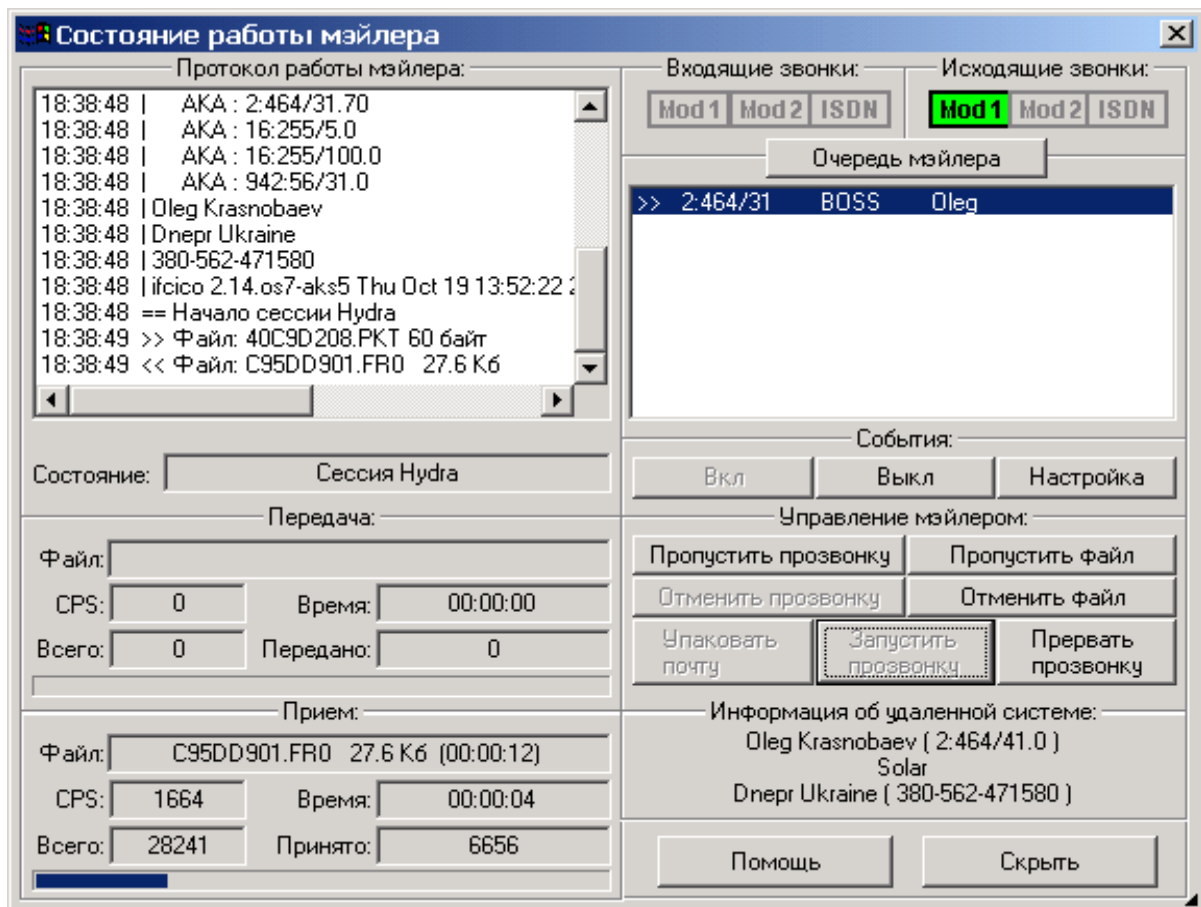 Состояние работы мэйлера
Протокол работы мэйлера:
18:38:48 | AKA : 2:464/31.70
18:38:48 | AKA : 16:255/5.0
18:38:48 | AKA : 16:255/100.0
18:38:48 | AKA : 942:56/31.0
18:38:48 | Oleg Krasnobaev
18:38:48 | Dnepr Ukraine
18:38:48 | 380-562-471580
18:38:48 | ifcico 2.14.os7-aks5 Thu Oct 19 13:52:22 2
18:38:48 == Начало сессии Hydra
18:38:49 >> Файл: 40C9D208.PKT 60 байт
18:38:49 << Файл: C95DD901.FR0 27.6 Кб
Состояние: Сессия Hydra
Передача:
Файл:
CPS: 0 Время: 00:00:00
Всего: 0 Передано: 0
Прием:
Файл: C95DD901.FR0 27.6 Кб (00:00:12)
CPS: 1664 Время: 00:00:04
Всего: 28241 Принято: 6656
Входящие звонки: Исходящие звонки:
Mod 1 Mod 2 ISDN Mod 1 Mod 2 ISDN
Очередь мэйлера
>> 2:464/31 BOSS Oleg
События:
Вкл Выкл Настройка
Управление мэйлером:
Пропустить прозвонку Пропустить файл
Отменить прозвонку Отменить файл
Упаковать почту Запустить прозвонку Прервать прозвонку
Информация об удаленной системе:
Oleg Krasnobaev ( 2:464/41.0 )
Solar
Dnepr Ukraine ( 380-562-471580 )
Помощь Скрыть